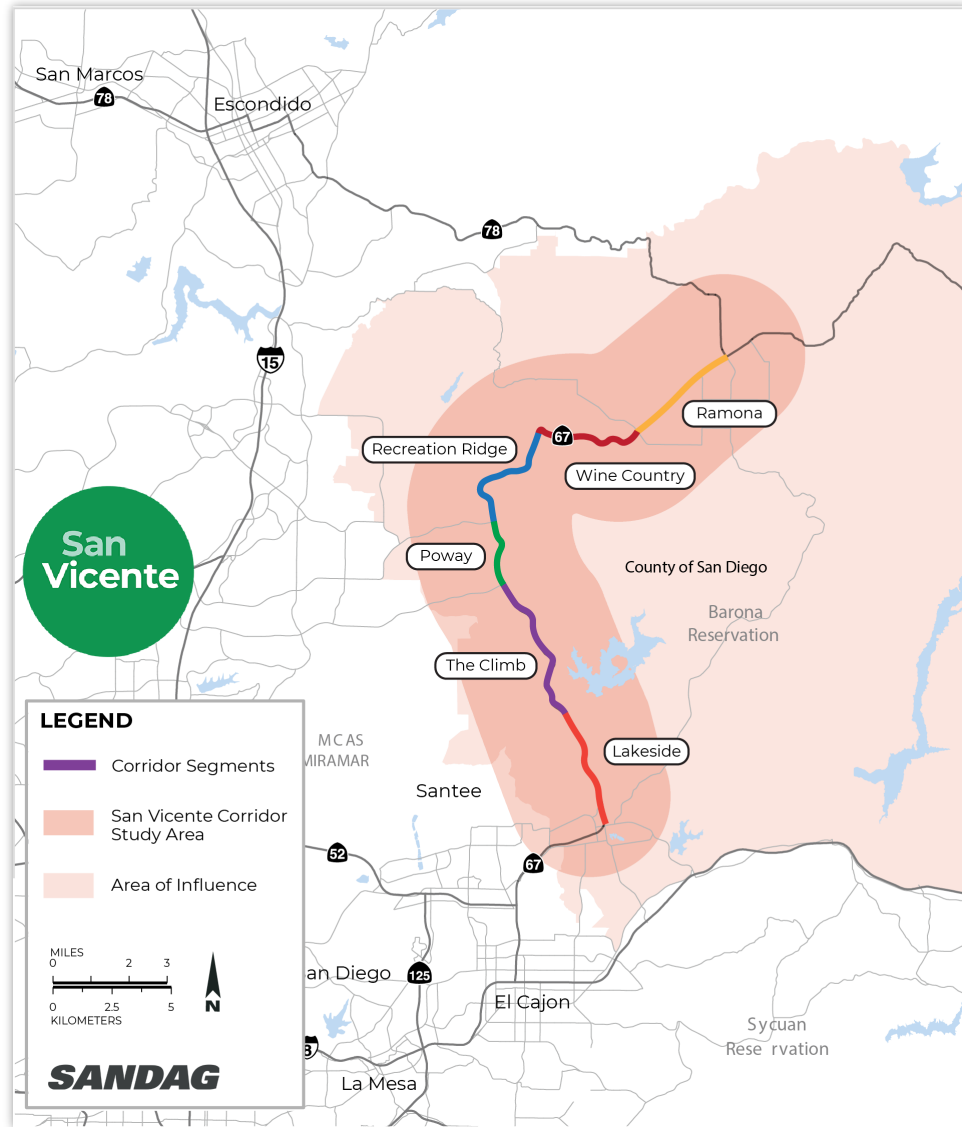 San Marcos
78
Escondido
78
15
Ramona
67
Recreation Ridge
Wine Country
San
Vicente
Poway
County of San Diego
Barona
Reservation
The Climb
MCAS
MIRAMAR
Lakeside
Santee
52
67
an Diego
125
El Cajon
8
La Mesa
Sycuan
Rese rvation
LEGEND
Corridor Segments
San Vicente Corridor
Study Area
Area of Influence
MILES
0 2 3
0 2.5 5
KILOMETERS
N
SANDAG